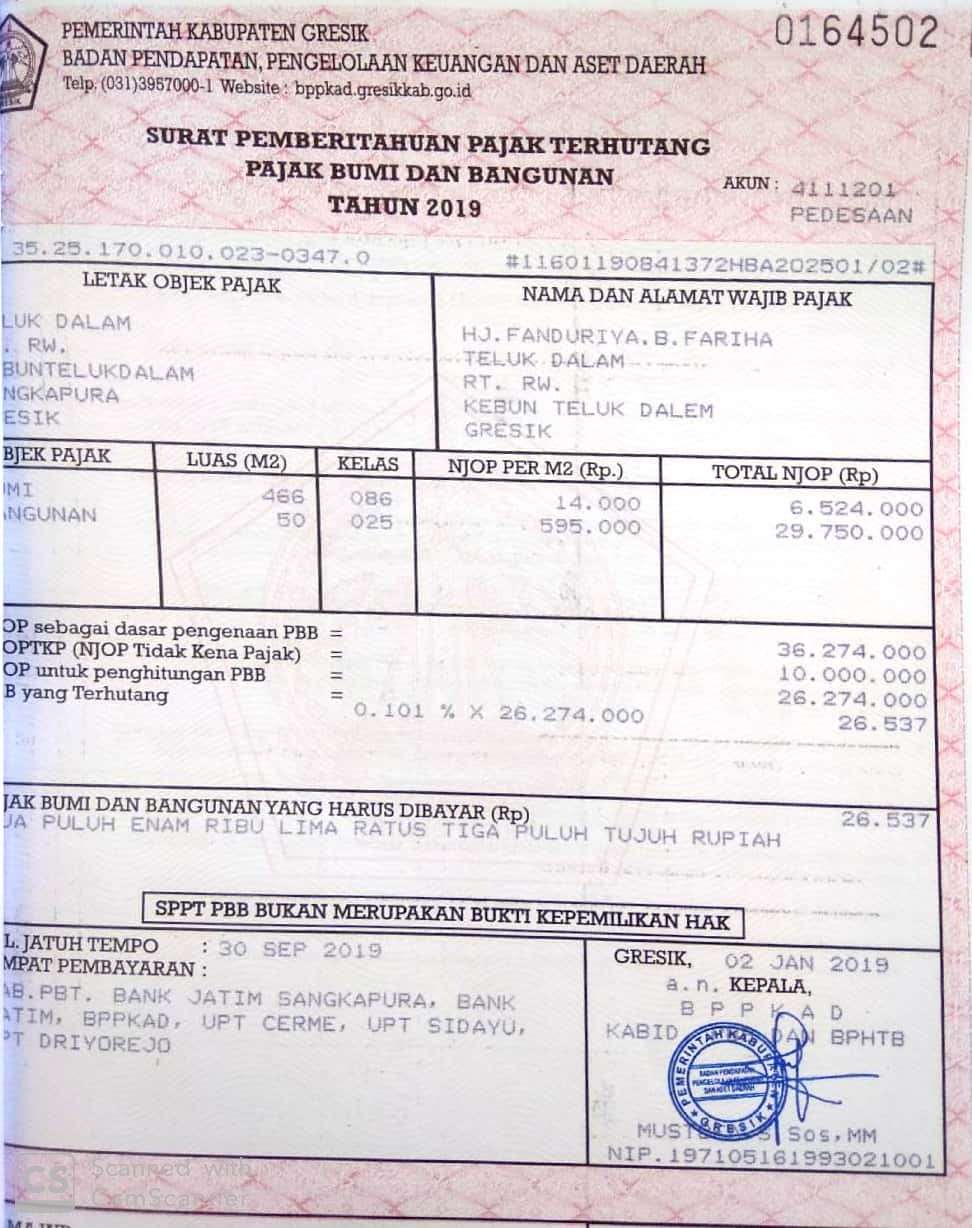 PEMERINTAH KABUPATEN GRESIK
0164502
BADAN PENDAPATAN, PENGELOLAAN KEUANGAN DAN ASET DAERAH
Telp. (031)3957000-1 Website : bppkad.gresikkab.go.id
SURAT PEMBERITAHUAN PAJAK TERHUTANG
PAJAK BUMI DAN BANGUNAN
TAHUN 2019
AKUN : 4111201
PEDESAAN
35.25.170.010.023-0347.0 #11601190841372HBA202501/02#
LETAK OBJEK PAJAK
LUK DALAM
. RW.
BUNTELUKDALAM
NGKAPURA
ESIK
NAMA DAN ALAMAT WAJIB PAJAK
HJ.FANDURIYA.B.FARIHA
TELUK DALAM
RT. RW.
KEBUN TELUK DALEM
GRESIK
BJEK PAJAK LUAS (M2) KELAS NJOP PER M2 (Rp.) TOTAL NJOP (Rp)
MI 466 086 14.000 6.524.000
NGUNAN 50 025 595.000 29.750.000
OP sebagai dasar pengenaan PBB = 36.274.000
OPTKP (NJOP Tidak Kena Pajak) = 10.000.000
OP untuk penghitungan PBB = 26.274.000
B yang Terhutang = 0.101 % X 26.274.000 26.537
JAK BUMI DAN BANGUNAN YANG HARUS DIBAYAR (Rp) 26.537
UA PULUH ENAM RIBU LIMA RATUS TIGA PULUH TUJUH RUPIAH
SPPT PBB BUKAN MERUPAKAN BUKTI KEPEMILIKAN HAK
L. JATUH TEMPO : 30 SEP 2019
MPAT PEMBAYARAN :
AB.PBT. BANK JATIM SANGKAPURA, BANK
ATIM, BPPKAD, UPT CERME, UPT SIDAYU,
PT DRIYOREJO
GRESIK, 02 JAN 2019
a.n. KEPALA,
B P P K A D
KABID DAN BPHTB
PEMERINTAH KABUPATEN
BADAN PENDAPATAN
PENGELOLAAN KEUANGAN
DAN ASET DAERAH
GRESIK
MUST S Sos, MM
NIP.197105161993021001
CS Scanned with
CamScanner